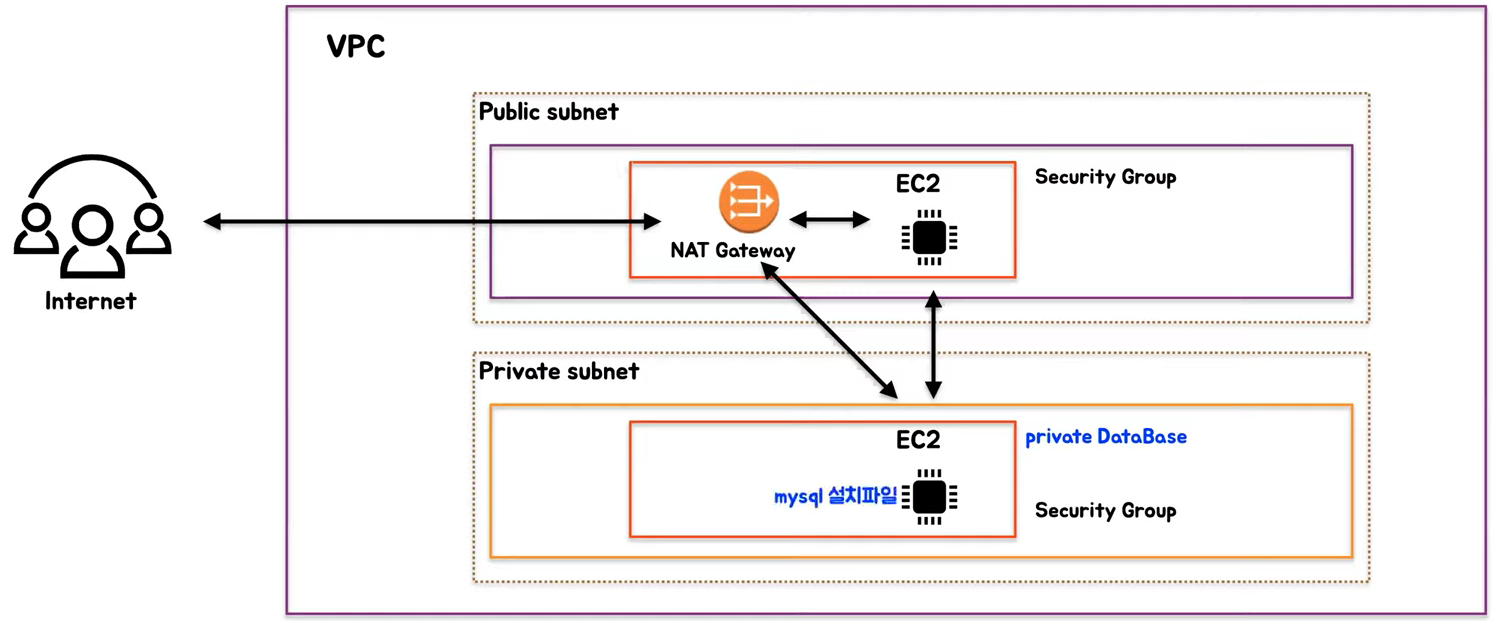 VPC
Public subnet
EC2
Security Group
NAT Gateway
Internet
Private subnet
EC2
private DataBase
mysql 설치파일
Security Group